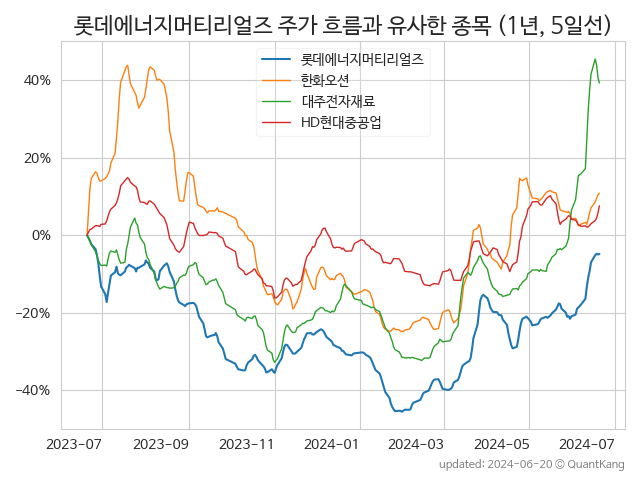 롯데에너지머티리얼즈 주가 흐름과 유사한 종목 (1년, 5일선)
롯데에너지머티리얼즈
한화오션
대주전자재료
HD현대중공업
40%
20%
0%
−20%
−40%
2023-07 2023-09 2023-11 2024-01 2024-03 2024-05 2024-07
updated: 2024-06-20 © QuantKang